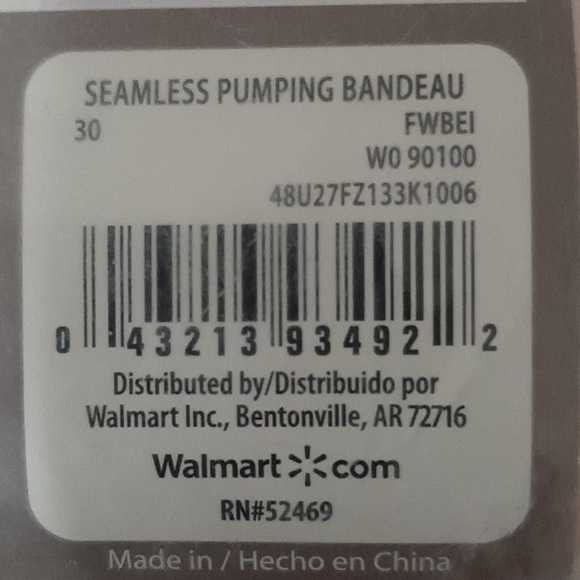 SEAMLESS PUMPING BANDEAU
30 FWBEI
W0 90100
48U27FZ133K1006
0 43213 93492 2
Distributed by/Distribuido por
Walmart Inc., Bentonville, AR 72716
Walmart com
RN#52469
Made in / Hecho en China